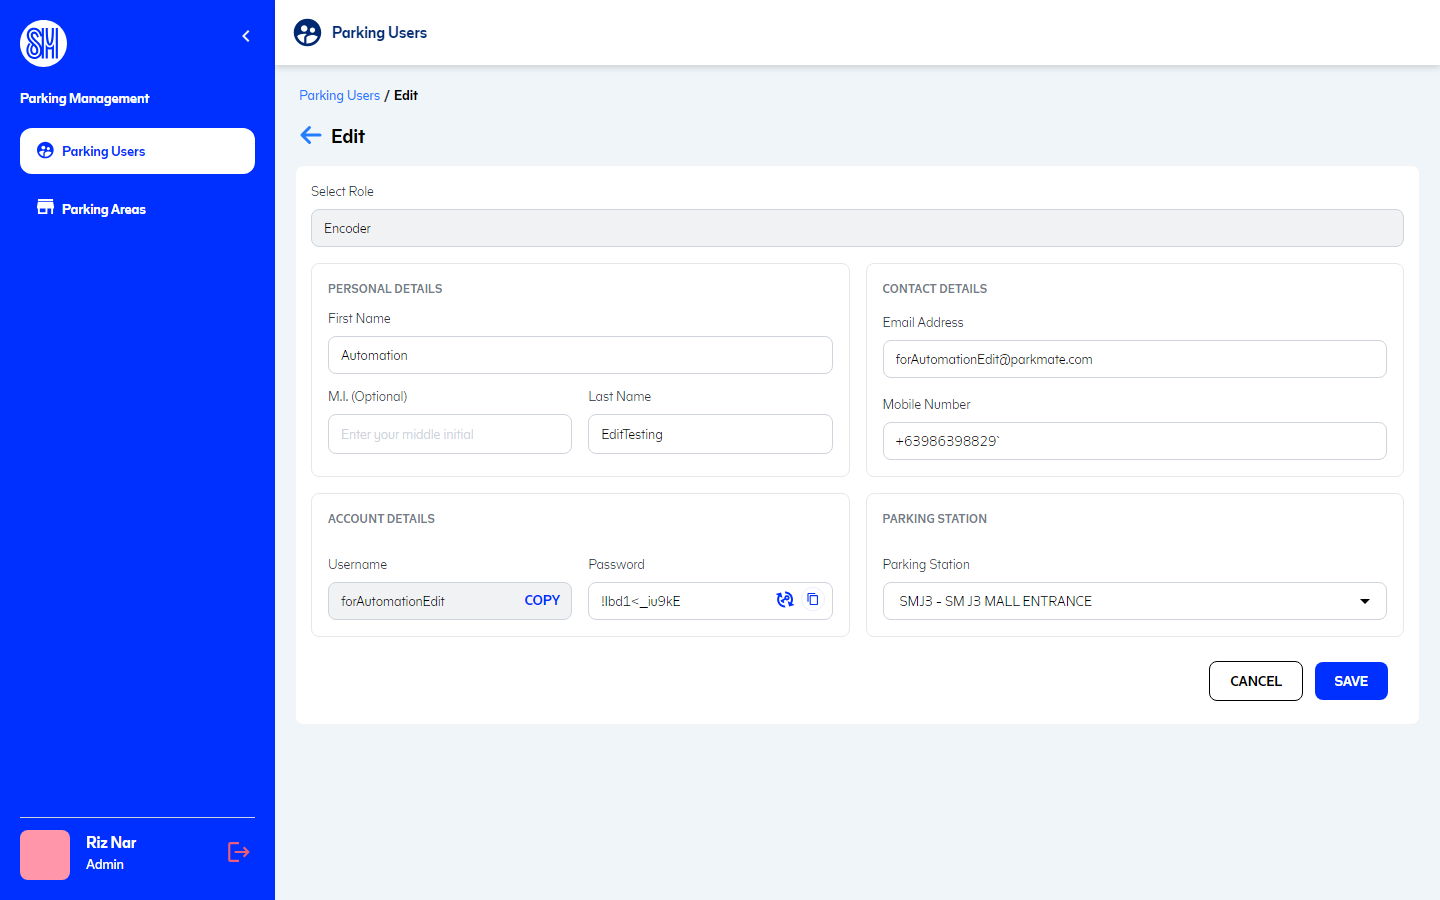 SM
Parking Management
Parking Users
Parking Areas
Riz Nar
Admin
Parking Users
Parking Users / Edit
Edit
Select Role
Encoder
PERSONAL DETAILS
First Name
Automation
M.I. (Optional)
Last Name
Enter your middle initial
EditTesting
CONTACT DETAILS
Email Address
forAutomationEdit@parkmate.com
Mobile Number
+63986398829`
ACCOUNT DETAILS
Username
Password
forAutomationEdit
COPY
!Ibd1<_iu9kE
PARKING STATION
Parking Station
SMJ3 - SM J3 MALL ENTRANCE
CANCEL
SAVE